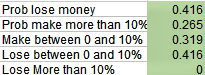 Prob lose money 0.416
Prob make more than 10% 0.265
Make between 0 and 10% 0.319
Lose between 0 and 10% 0.416
Lose More than 10% 0